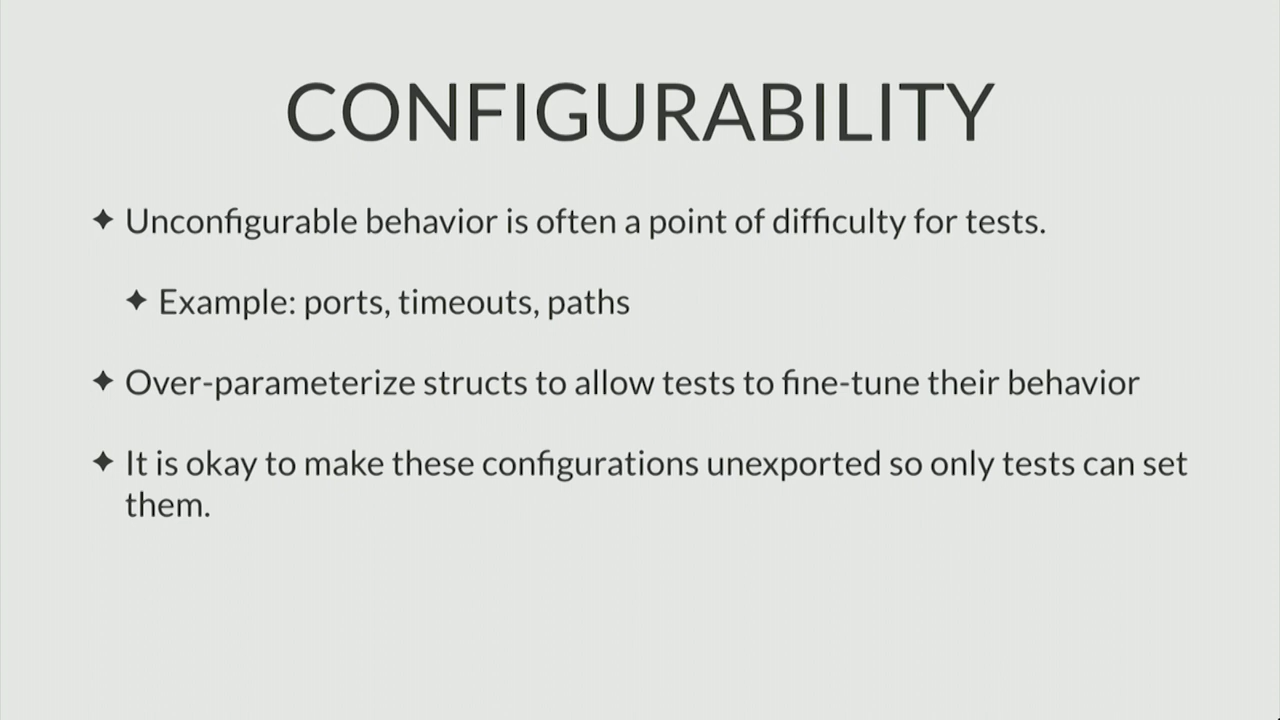 CONFIGURABILITY
✦ Unconfigurable behavior is often a point of difficulty for tests.
✦ Example: ports, timeouts, paths
✦ Over-parameterize structs to allow tests to fine-tune their behavior
✦ It is okay to make these configurations unexported so only tests can set
them.